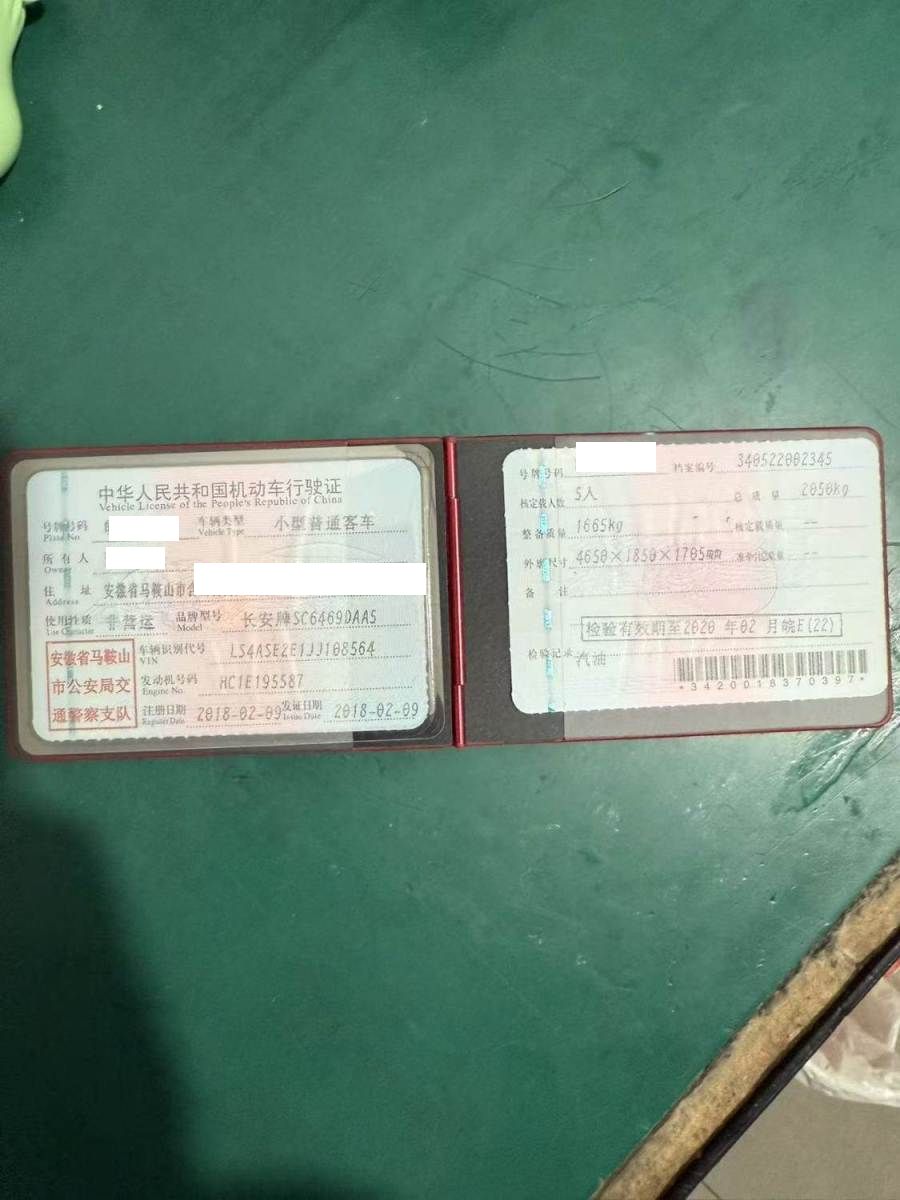 中华人民共和国机动车行驶证
Vehicle License of the People's Republic of China
号牌号码 Plate No. 车辆类型 Vehicle Type 小型普通客车
所有人 Owner
住址 Address 安徽省马鞍山市含
使用性质 Use Character 非营运 品牌型号 Model 长安牌SC6469DAA5
安徽省马鞍山
市公安局交
通警察支队
车辆识别代号 VIN LS4ASE2E1JJ108564
发动机号码 Engine No. HC1E195587
注册日期 Register Date 2018-02-09 发证日期 Issue Date 2018-02-09
号牌号码 档案编号 340522002345
核定载人数 5人 总质量 2050kg
整备质量 1665kg 核定载质量 --
外廓尺寸 4650×1850×1705mm 准牵引总质量 --
备注
检验有效期至2020年02月皖E(22)
检验记录 汽油
*3420018370397*